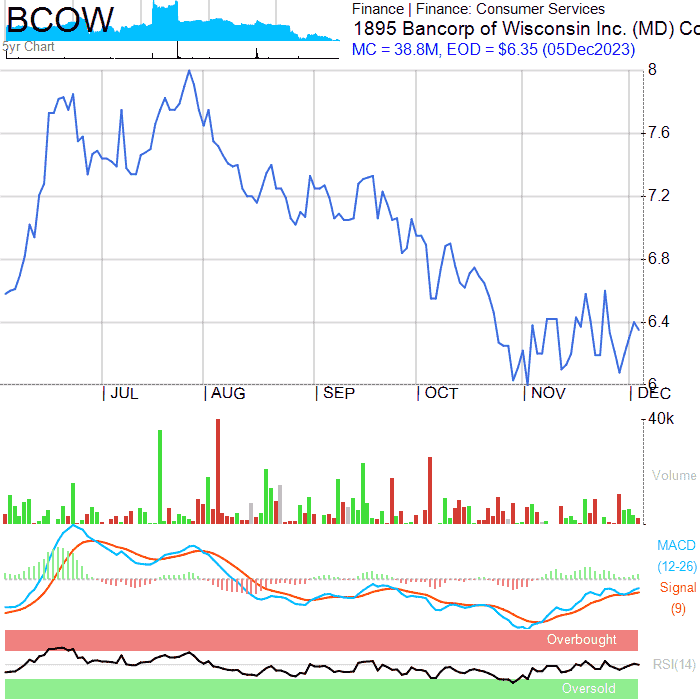 BCOW
5yr Chart
Finance | Finance: Consumer Services
1895 Bancorp of Wisconsin Inc. (MD) Co
MC = 38.8M, EOD = $6.35 (05Dec2023)
8
7.6
7.2
6.8
6.4
6
JUL AUG SEP OCT NOV DEC
40k
Volume
MACD
(12-26)
Signal
(9)
Overbought
RSI(14)
Oversold